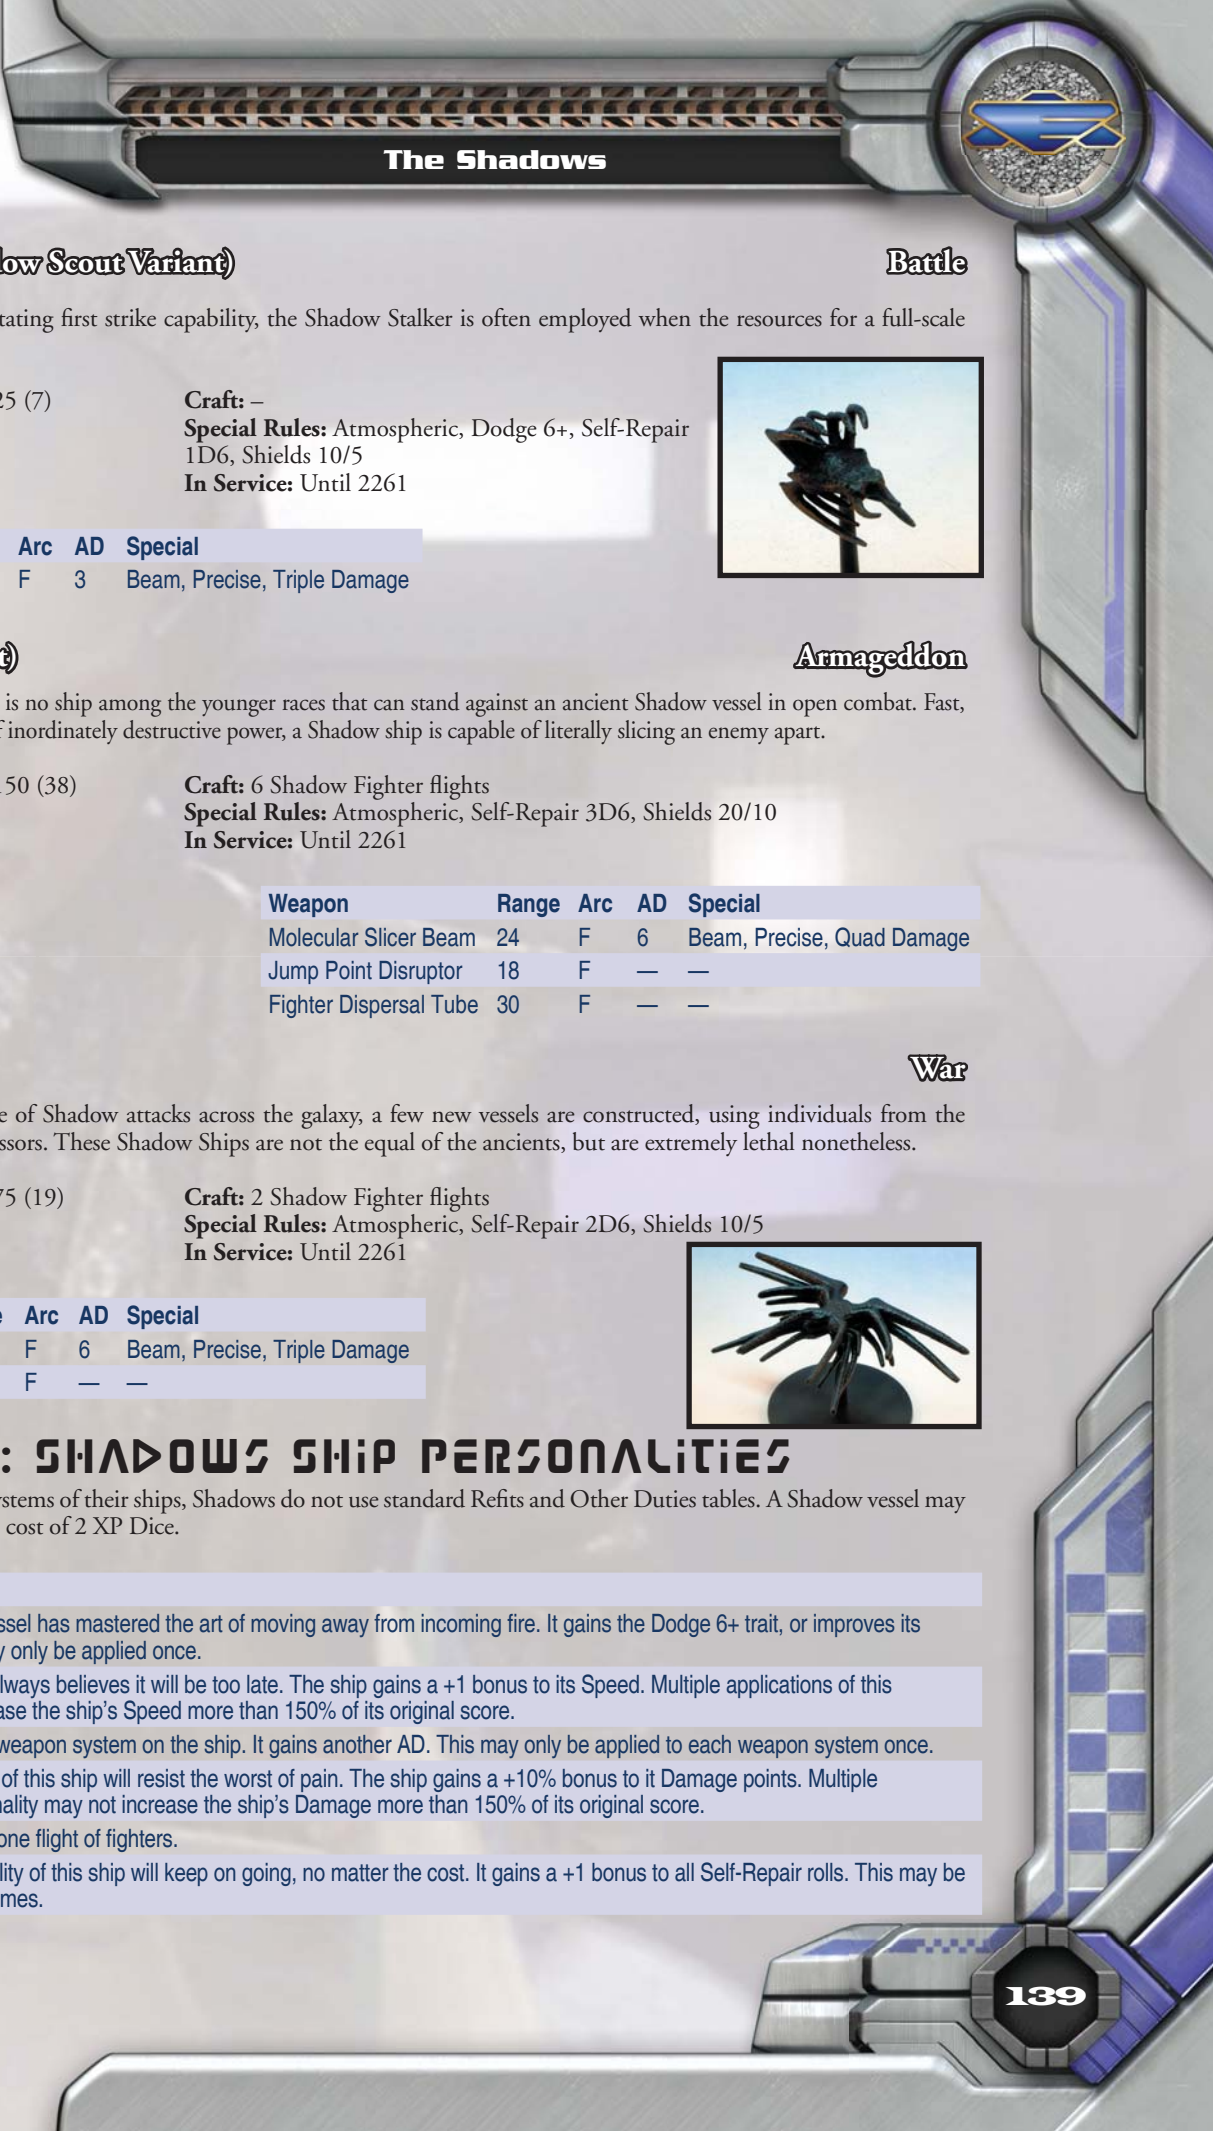 The Shadows
Scout Variant)
Battle
first strike capability, the Shadow Stalker is often employed when the resources for a full-scale
(7)
Craft: –
Special Rules: Atmospheric, Dodge 6+, Self-Repair
1D6, Shields 10/5
In Service: Until 2261
Arc AD Special
F 3 Beam, Precise, Triple Damage
Armageddon
is no ship among the younger races that can stand against an ancient Shadow vessel in open combat. Fast,
inordinately destructive power, a Shadow ship is capable of literally slicing an enemy apart.
(38)
Craft: 6 Shadow Fighter flights
Special Rules: Atmospheric, Self-Repair 3D6, Shields 20/10
In Service: Until 2261
Weapon Range Arc AD Special
Molecular Slicer Beam 24 F 6 Beam, Precise, Quad Damage
Jump Point Disruptor 18 F — —
Fighter Dispersal Tube 30 F — —
War
of Shadow attacks across the galaxy, a few new vessels are constructed, using individuals from the
These Shadow Ships are not the equal of the ancients, but are extremely lethal nonetheless.
(19)
Craft: 2 Shadow Fighter flights
Special Rules: Atmospheric, Self-Repair 2D6, Shields 10/5
In Service: Until 2261
Arc AD Special
F 6 Beam, Precise, Triple Damage
F — —
: SHADOWS SHiP PERSONALiTiES
of their ships, Shadows do not use standard Refits and Other Duties tables. A Shadow vessel may
cost of 2 XP Dice.
has mastered the art of moving away from incoming fire. It gains the Dodge 6+ trait, or improves its
only be applied once.
always believes it will be too late. The ship gains a +1 bonus to its Speed. Multiple applications of this
the ship's Speed more than 150% of its original score.
weapon system on the ship. It gains another AD. This may only be applied to each weapon system once.
of this ship will resist the worst of pain. The ship gains a +10% bonus to it Damage points. Multiple
may not increase the ship's Damage more than 150% of its original score.
one flight of fighters.
of this ship will keep on going, no matter the cost. It gains a +1 bonus to all Self-Repair rolls. This may be
139